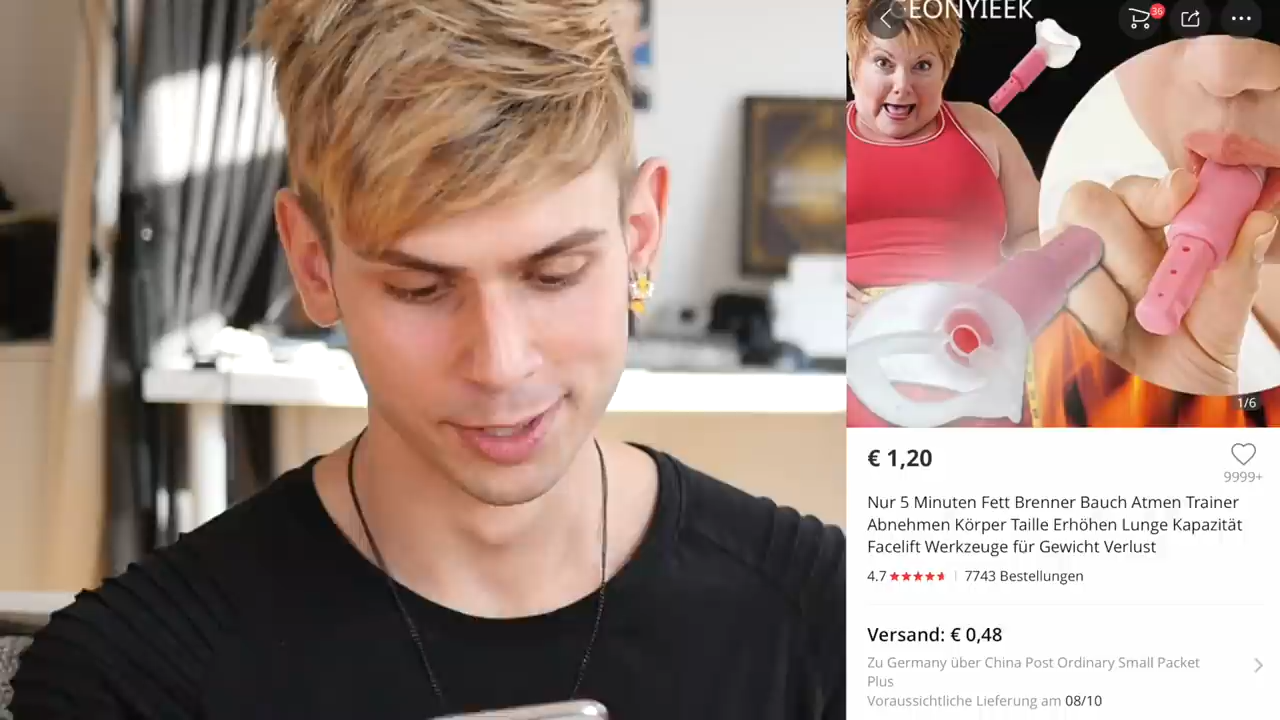 EONYIEEK
36
1/6
€ 1,20
9999+
Nur 5 Minuten Fett Brenner Bauch Atmen Trainer
Abnehmen Körper Taille Erhöhen Lunge Kapazität
Facelift Werkzeuge für Gewicht Verlust
4.7
7743 Bestellungen
Versand: € 0,48
Zu Germany über China Post Ordinary Small Packet
Plus
Voraussichtliche Lieferung am 08/10